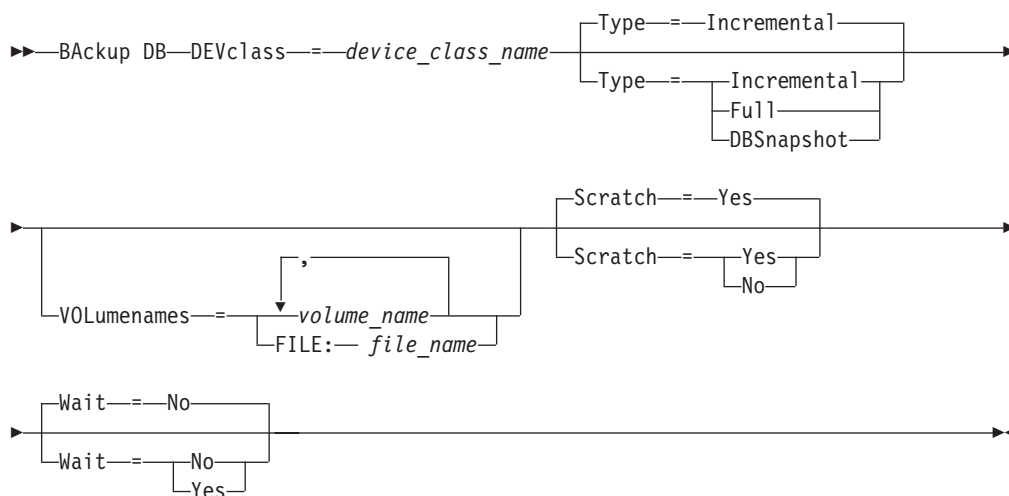 Type = Incremental
BAckup DB DEVclass = device_class_name
Type = Incremental
Full
DBSnapshot
Scratch = Yes
Scratch = Yes
No
,
VOLumenames = volume_name
FILE: file_name
Wait = No
Wait = No
Yes